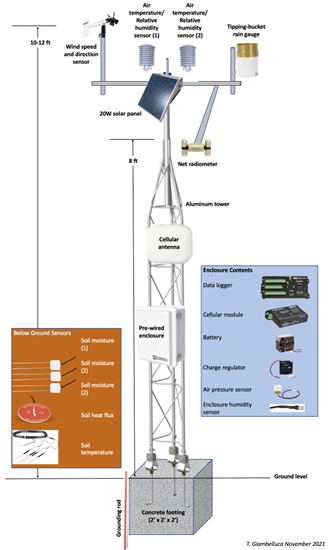 10-12 ft
Wind speed
and direction
sensor
Air
temperature/
Relative
humidity
sensor (1)
Air
temperature/
Relative
humidity
sensor (2)
Tipping-bucket
rain gauge
20W solar panel
8 ft
Net radiometer
Aluminum tower
Cellular
antenna
Pre-wired
enclosure
Enclosure Contents
Data logger
Cellular module
Battery
Charge regulator
Air pressure sensor
Enclosure humidity
sensor
Below Ground Sensors
Soil moisture
(1)
Soil moisture
(2)
Soil moisture
(2)
Soil heat flux
Soil
temperature
Ground level
Grounding rod
Concrete footing
(2' x 2' x 2')
T. Giambelluca November 2021